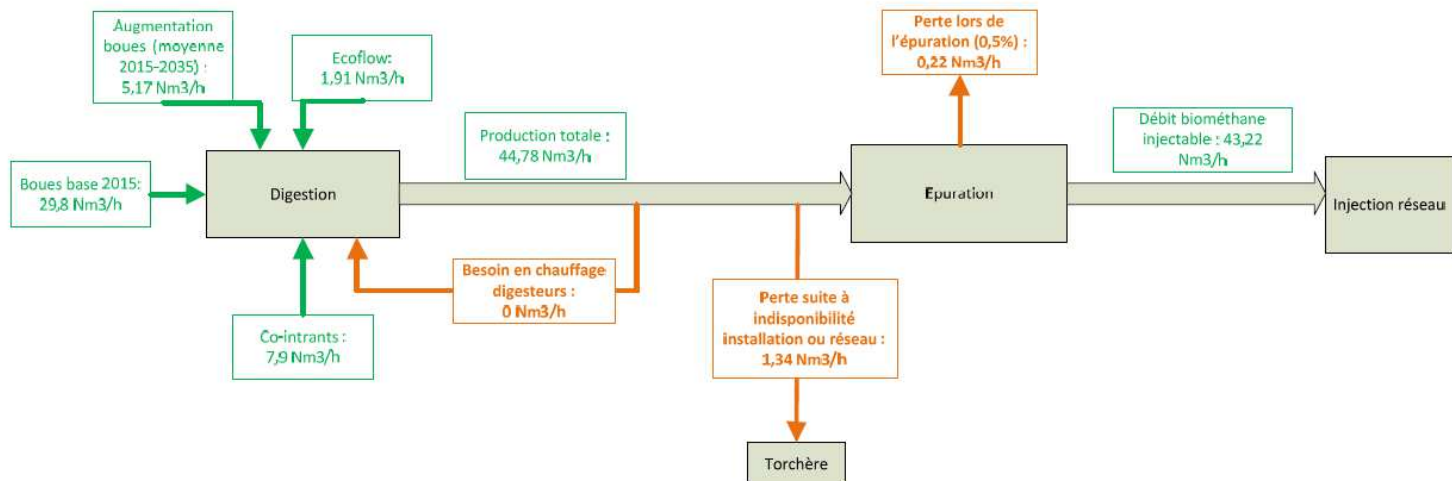 Augmentation
boues (moyenne
2015-2035) :
5,17 Nm3/h
Ecoflow:
1,91 Nm3/h
Perte lors de
l'épuration (0,5%) :
0,22 Nm3/h
Production totale :
44,78 Nm3/h
Débit biométhane
injectable : 43,22
Nm3/h
Boues base 2015:
29,8 Nm3/h
Digestion
Epuration
Injection réseau
Besoin en chauffage
digesteurs :
0 Nm3/h
Perte suite à
indisponibilité
installation ou réseau :
1,34 Nm3/h
Co-intrants :
7,9 Nm3/h
Torchère